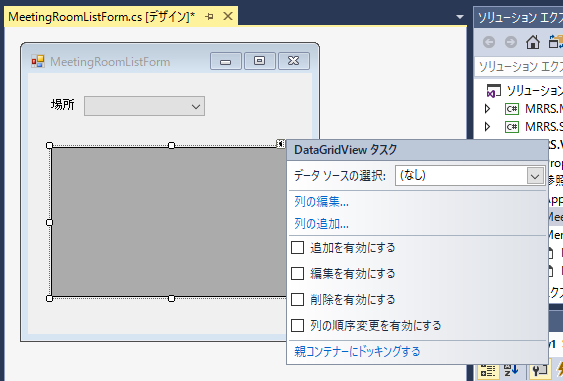 MeetingRoomListForm.cs [デザイン]*
ソリューション エクス
MeetingRoomListForm
ソリューション エクス
場所
ソリューション
C# MRRS.
C# MRRS.S
DataGridView タスク
データ ソースの選択: (なし)
列の編集...
列の追加...
追加を有効にする
編集を有効にする
削除を有効にする
列の順序変更を有効にする
親コンテナーにドッキングする